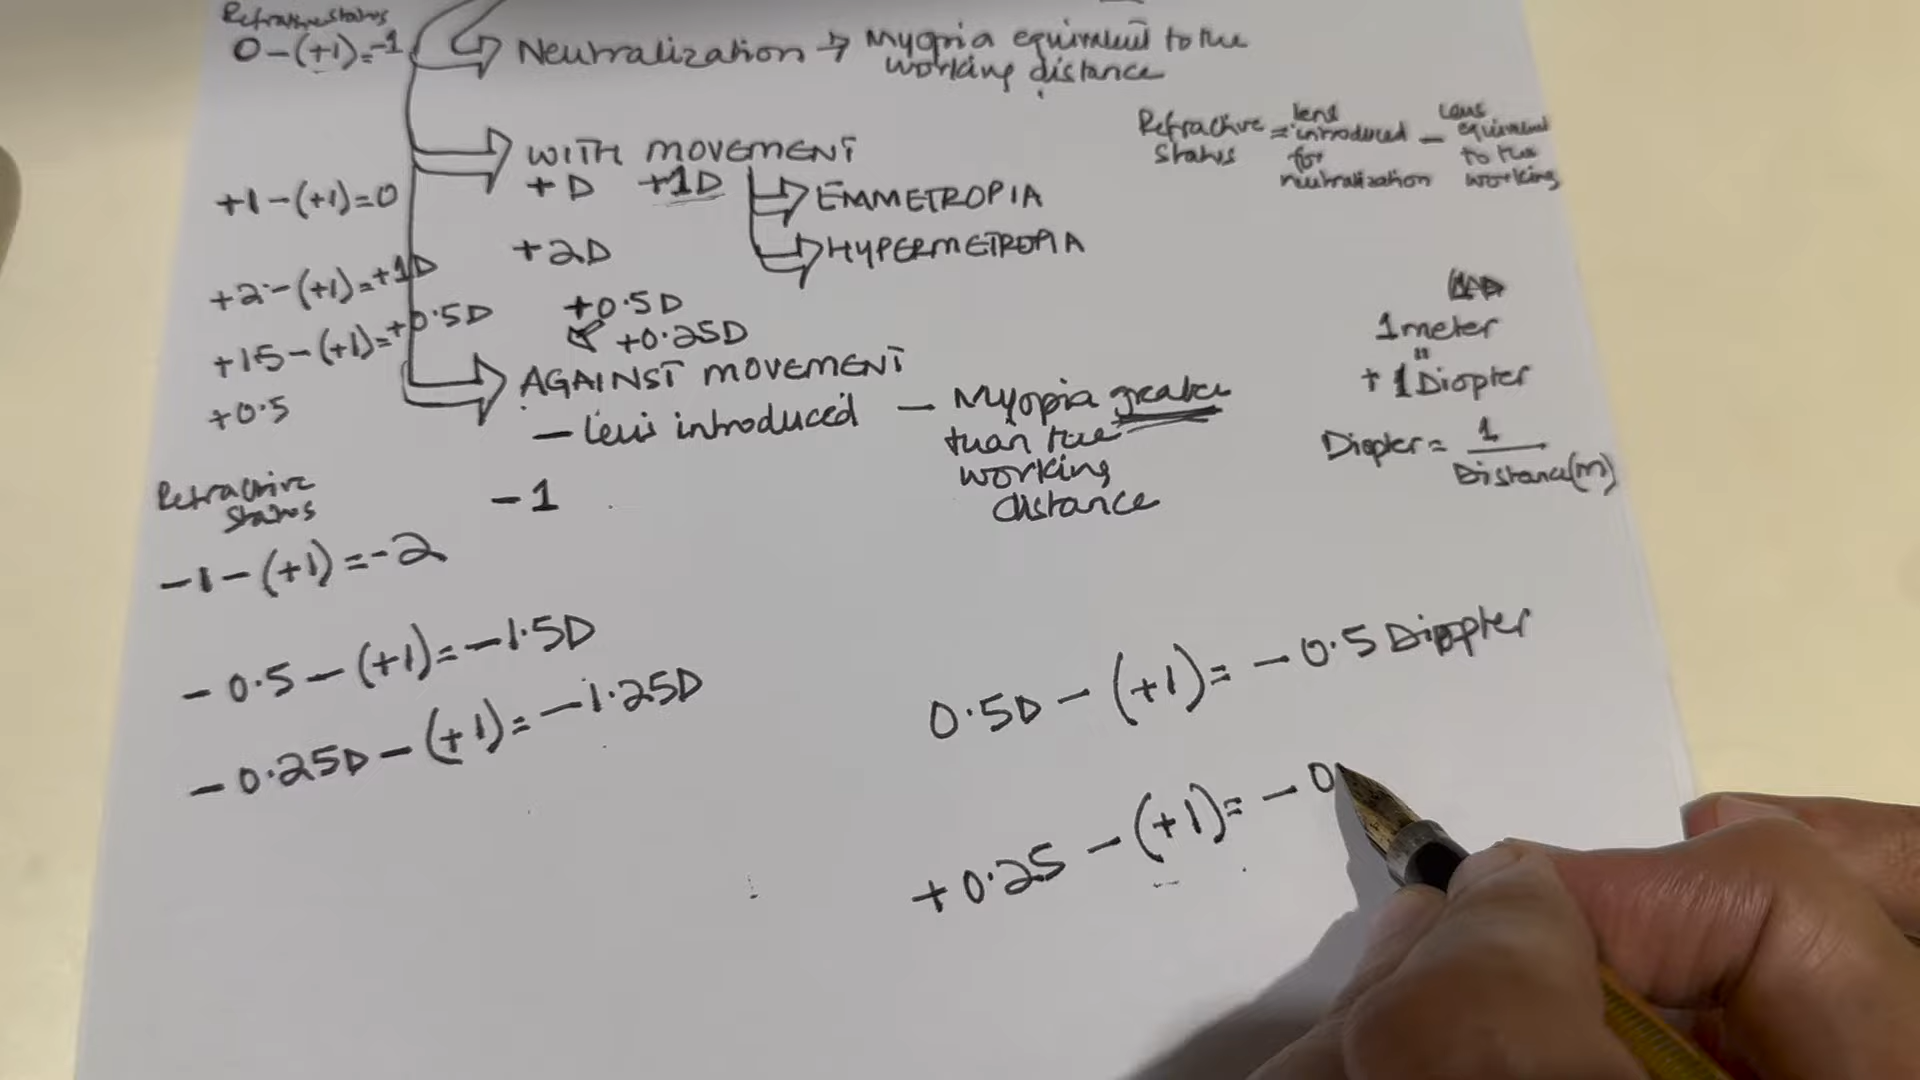 Refractive status
0-(+1)=-1
Neutralization → Myopia equivalent to the
working distance
Refractive status = lens introduced for neutralization - Lens equivalent to the working
WITH MOVEMENT
+D +1D
EMMETROPIA
HYPERMETROPIA
+2D
+0.5D
+0.25D
+1-(+1)=0
+2-(+1)=+1D
+1.5-(+1)=+0.5D
+0.5
AGAINST MOVEMENT
- lens introduced - Myopia greater
than the
working
distance
1 meter
"
+1 Diopter
Diopter = 1
Distance(m)
Refractive
status
-1
-1-(+1)=-2
-0.5-(+1)=-1.5D
-0.25D-(+1)=-1.25D
0.5D-(+1)=-0.5 Diopter
+0.25-(+1)=-0